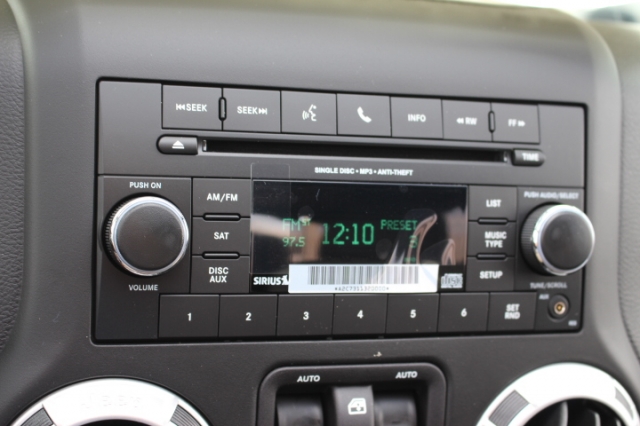 ⏮SEEK SEEK⏭ INFO ◀◀ RW FF ▶▶
TIME
SINGLE DISC • MP3 • ANTI-THEFT
PUSH ON AM/FM LIST PUSH AUDIO/SELECT
FM 12:10 PRESET
97.5 2
SAT MUSIC
TYPE
DISC
AUX SIRIUS SETUP
VOLUME TUNE/SCROLL
AUX
1 2 3 4 5 6 SET
RND
AUTO AUTO